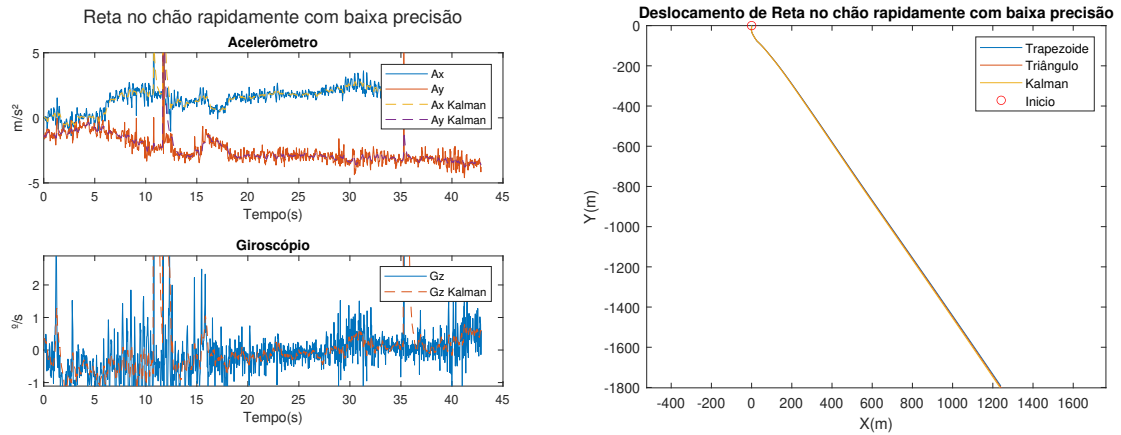 Reta no chão rapidamente com baixa precisão
Acelerômetro
5
0
-5
m/s²
Ax
Ay
Ax Kalman
Ay Kalman
0 5 10 15 20 25 30 35 40 45
Tempo(s)
Giroscópio
2
1
0
-1
º/s
Gz
Gz Kalman
0 5 10 15 20 25 30 35 40 45
Tempo(s)
Deslocamento de Reta no chão rapidamente com baixa precisão
0
-200
-400
-600
-800
-1000
-1200
-1400
-1600
-1800
Y(m)
Trapezoide
Triângulo
Kalman
Inicio
-400 -200 0 200 400 600 800 1000 1200 1400 1600
X(m)